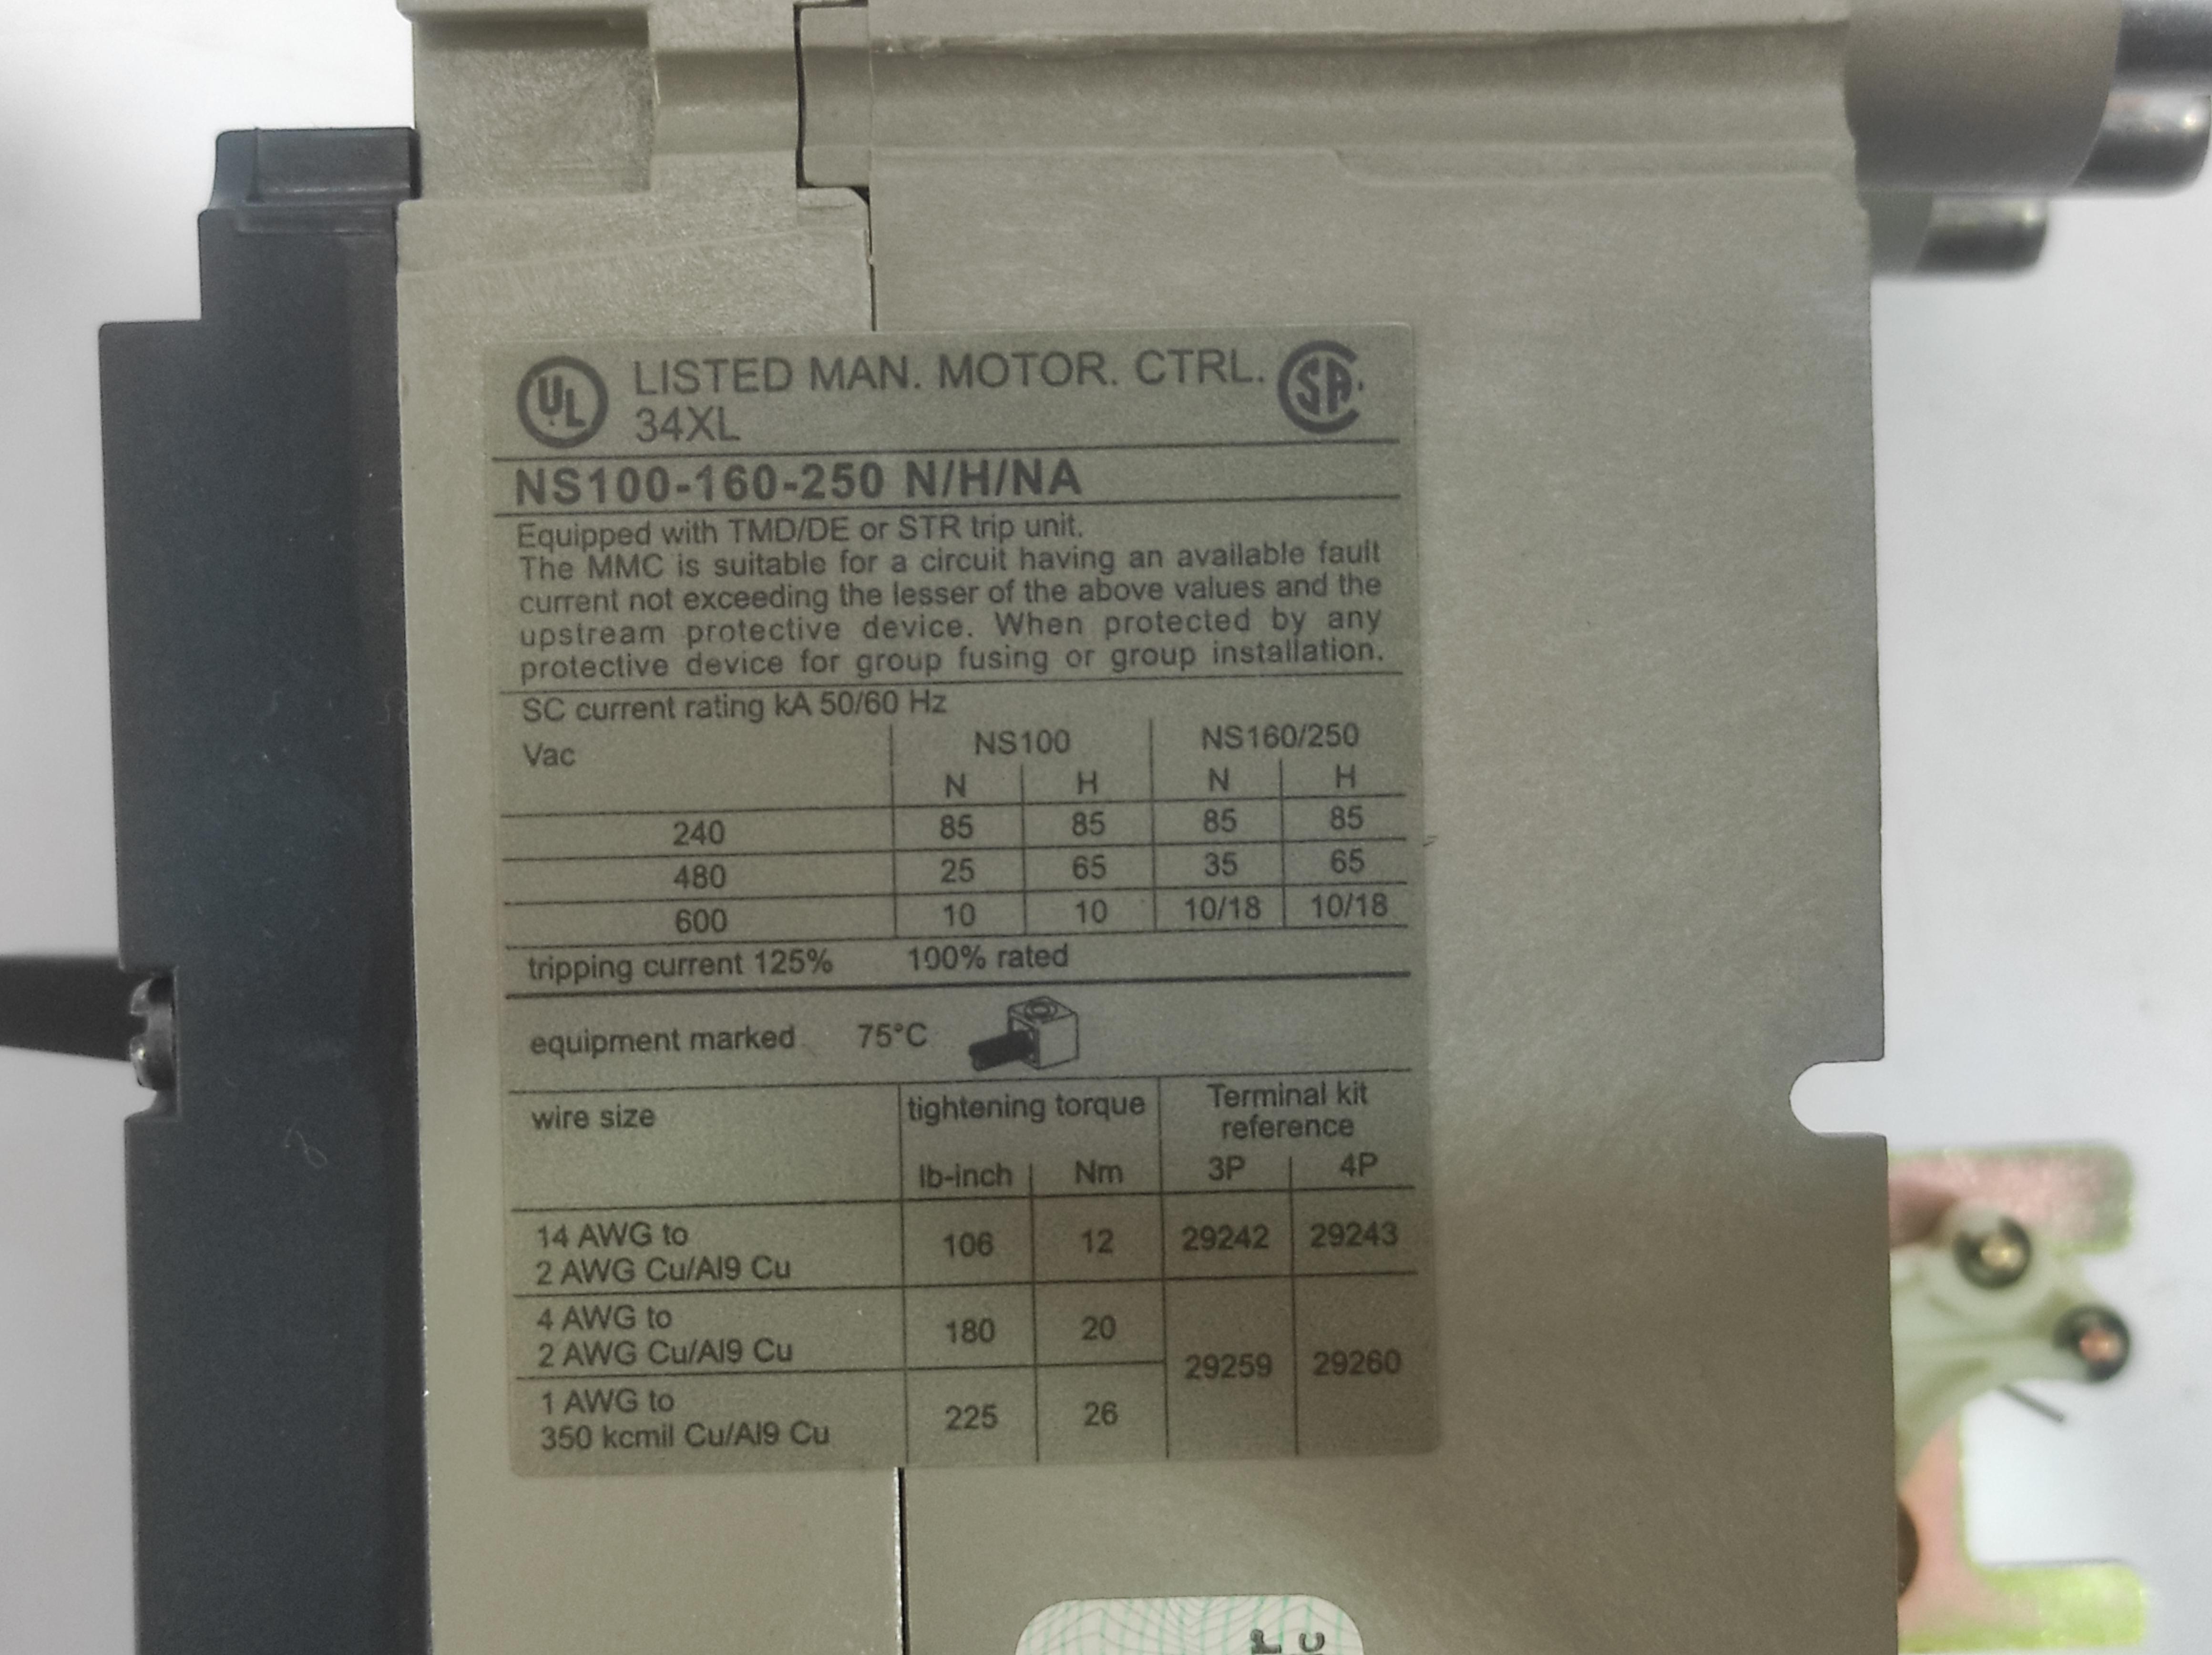 UL LISTED MAN. MOTOR. CTRL. SA
34XL
NS100-160-250 N/H/NA
Equipped with TMD/DE or STR trip unit.
The MMC is suitable for a circuit having an available fault
current not exceeding the lesser of the above values and the
upstream protective device. When protected by any
protective device for group fusing or group installation.
SC current rating kA 50/60 Hz
Vac NS100 NS160/250
N H N H
240 85 85 85 85
480 25 65 35 65
600 10 10 10/18 10/18
tripping current 125% 100% rated
equipment marked 75°C
wire size tightening torque Terminal kit
reference
lb-inch Nm 3P 4P
14 AWG to
2 AWG Cu/Al9 Cu 106 12 29242 29243
4 AWG to
2 AWG Cu/Al9 Cu 180 20 29259 29260
1 AWG to
350 kcmil Cu/Al9 Cu 225 26